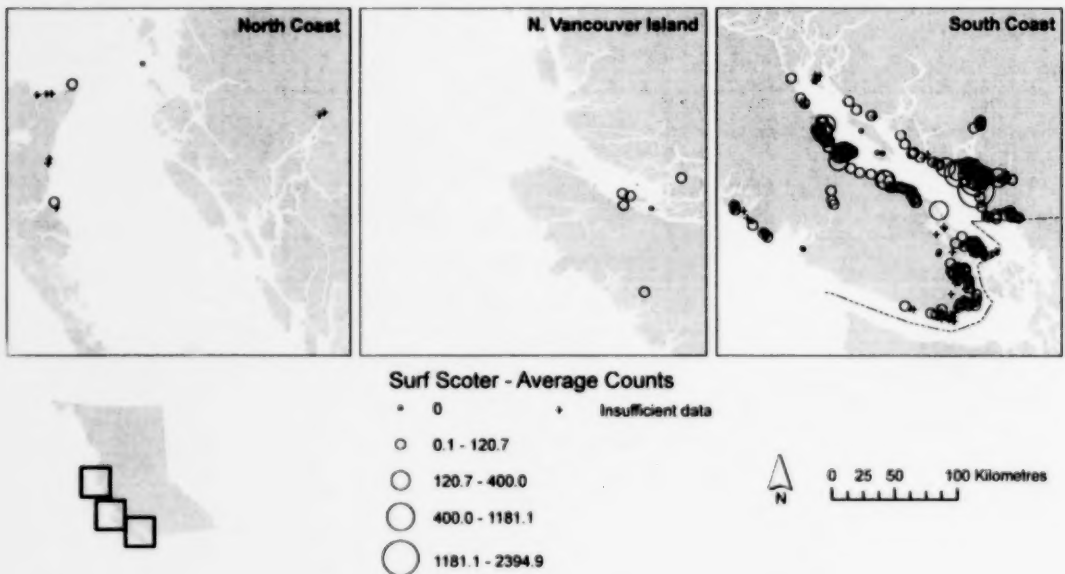 North Coast
N. Vancouver Island
South Coast
Surf Scoter - Average Counts
0
Insufficient data
0.1 - 120.7
120.7 - 400.0
400.0 - 1181.1
1181.1 - 2394.9
N
0 25 50 100 Kilometres